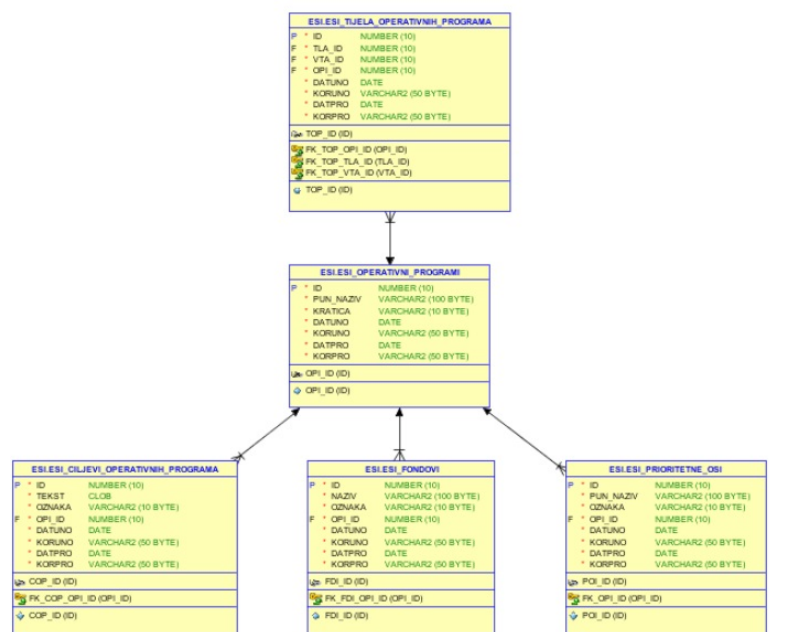 ESI.ESI_TIJELA_OPERATIVNIH_PROGRAMA
P * ID NUMBER (10)
F * TLA_ID NUMBER (10)
F * VTA_ID NUMBER (10)
F * OPI_ID NUMBER (10)
* DATUNO DATE
* KORUNO VARCHAR2 (50 BYTE)
* DATPRO DATE
* KORPRO VARCHAR2 (50 BYTE)
TOP_ID (ID)
FK_TOP_OPI_ID (OPI_ID)
FK_TOP_TLA_ID (TLA_ID)
FK_TOP_VTA_ID (VTA_ID)
TOP_ID (ID)
ESI.ESI_OPERATIVNI_PROGRAMI
P * ID NUMBER (10)
* PUN_NAZIV VARCHAR2 (100 BYTE)
* KRATICA VARCHAR2 (10 BYTE)
* DATUNO DATE
* KORUNO VARCHAR2 (50 BYTE)
* DATPRO DATE
* KORPRO VARCHAR2 (50 BYTE)
OPI_ID (ID)
OPI_ID (ID)
ESI.ESI_CILJEVI_OPERATIVNIH_PROGRAMA
P * ID NUMBER (10)
* TEKST CLOB
* OZNAKA VARCHAR2 (10 BYTE)
F * OPI_ID NUMBER (10)
* DATUNO DATE
* KORUNO VARCHAR2 (50 BYTE)
* DATPRO DATE
* KORPRO VARCHAR2 (50 BYTE)
COP_ID (ID)
FK_COP_OPI_ID (OPI_ID)
COP_ID (ID)
ESI.ESI_FONDOVI
P * ID NUMBER (10)
* NAZIV VARCHAR2 (100 BYTE)
* OZNAKA VARCHAR2 (10 BYTE)
F * OPI_ID NUMBER (10)
* DATUNO DATE
* KORUNO VARCHAR2 (50 BYTE)
* DATPRO DATE
* KORPRO VARCHAR2 (50 BYTE)
FDI_ID (ID)
FK_FDI_OPI_ID (OPI_ID)
FDI_ID (ID)
ESI.ESI_PRIORITETNE_OSI
P * ID NUMBER (10)
* PUN_NAZIV VARCHAR2 (100 BYTE)
* OZNAKA VARCHAR2 (10 BYTE)
F * OPI_ID NUMBER (10)
* DATUNO DATE
* KORUNO VARCHAR2 (50 BYTE)
* DATPRO DATE
* KORPRO VARCHAR2 (50 BYTE)
POI_ID (ID)
FK_OPI_ID (OPI_ID)
POI_ID (ID)